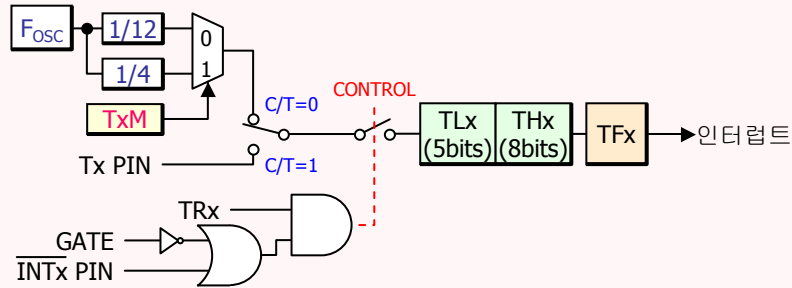 FOSC
1/12
0
1/4
1
TxM
C/T=0
CONTROL
TLx
(5bits)
THx
(8bits)
TFx
인터럽트
Tx PIN
C/T=1
TRx
GATE
INTx PIN